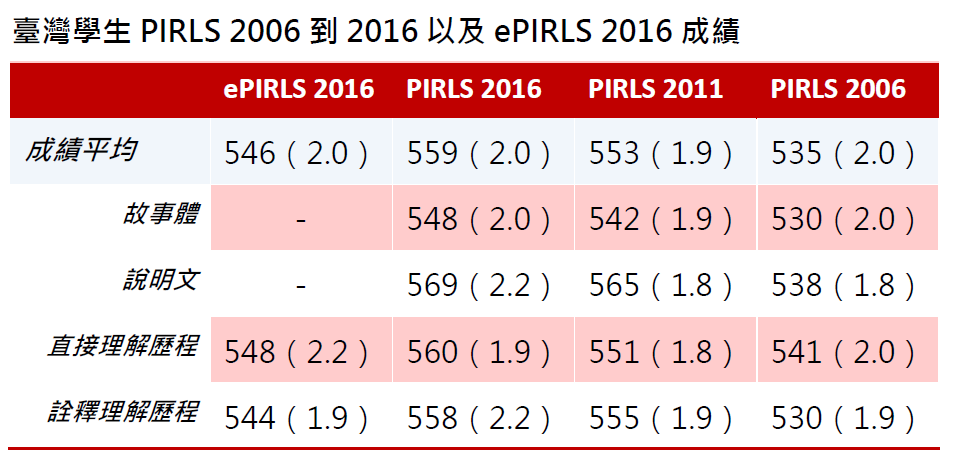 臺灣學生 PIRLS 2006 到 2016 以及 ePIRLS 2016 成績
ePIRLS 2016 PIRLS 2016 PIRLS 2011 PIRLS 2006
成績平均 546（2.0） 559（2.0） 553（1.9） 535（2.0）
故事體 - 548（2.0） 542（1.9） 530（2.0）
說明文 - 569（2.2） 565（1.8） 538（1.8）
直接理解歷程 548（2.2） 560（1.9） 551（1.8） 541（2.0）
詮釋理解歷程 544（1.9） 558（2.2） 555（1.9） 530（1.9）